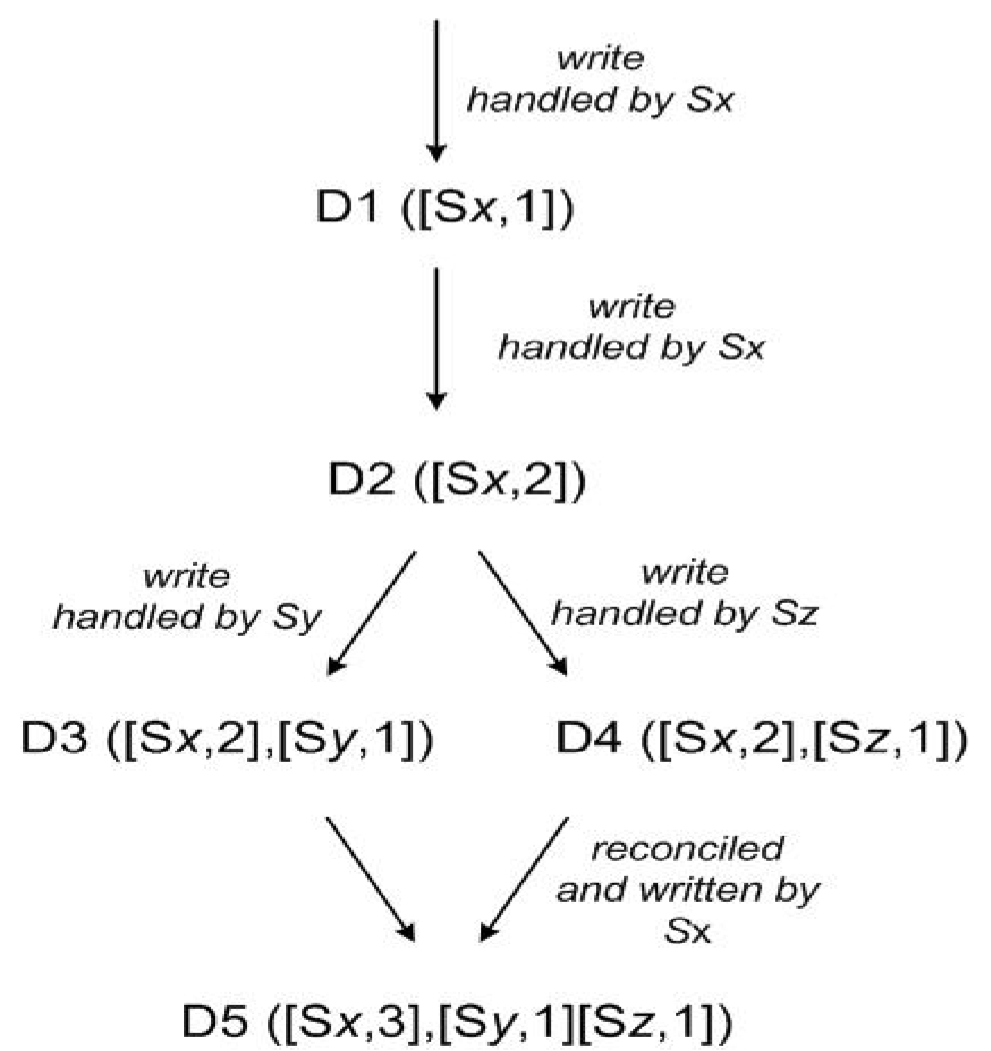 write
handled by Sx
D1 ([Sx,1])
write
handled by Sx
D2 ([Sx,2])
write
handled by Sy
write
handled by Sz
D3 ([Sx,2],[Sy,1])
D4 ([Sx,2],[Sz,1])
reconciled
and written by
Sx
D5 ([Sx,3],[Sy,1][Sz,1])